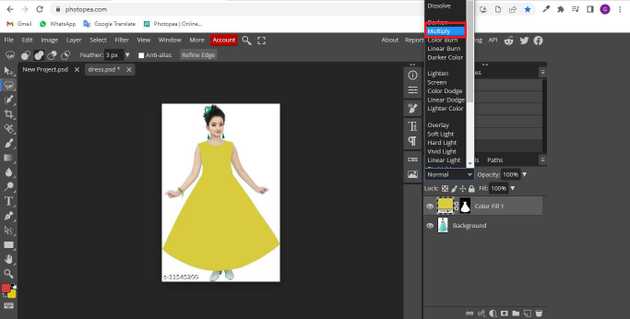 photopea.com
Gmail
WhatsApp
Google Translate
Photopea | Online...
File Edit Image Layer Select Filter View Window More Account
Feather: 3 px Anti-alias Refine Edge
New Project.psd
dress.psd *
Dissolve
Darken
Multiply
Color Burn
Linear Burn
Darker Color
Lighten
Screen
Color Dodge
Linear Dodge
Lighter Color
Overlay
Soft Light
Hard Light
Vivid Light
Linear Light
API
Paths
Normal Opacity: 100%
Lock: Fill: 100%
Color Fill 1
Background